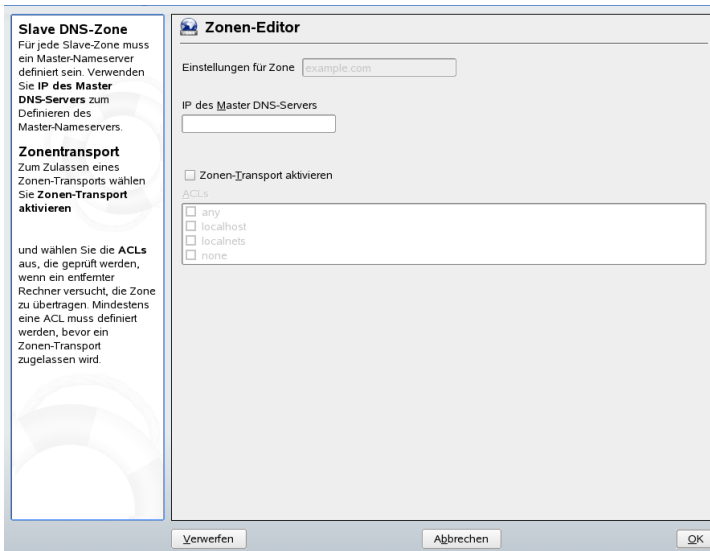 Slave DNS-Zone
Für jede Slave-Zone muss
ein Master-Nameserver
definiert sein. Verwenden
Sie IP des Master
DNS-Servers zum
Definieren des
Master-Nameservers.
Zonentransport
Zum Zulassen eines
Zonen-Transports wählen
Sie Zonen-Transport
aktivieren
und wählen Sie die ACLs
aus, die geprüft werden,
wenn ein entfernter
Rechner versucht, die Zone
zu übertragen. Mindestens
eine ACL muss definiert
werden, bevor ein
Zonen-Transport
zugelassen wird.
Zonen-Editor
Einstellungen für Zone example.com
IP des Master DNS-Servers
Zonen-Transport aktivieren
ACLs
any
localhost
localnets
none
Verwerfen Abbrechen OK